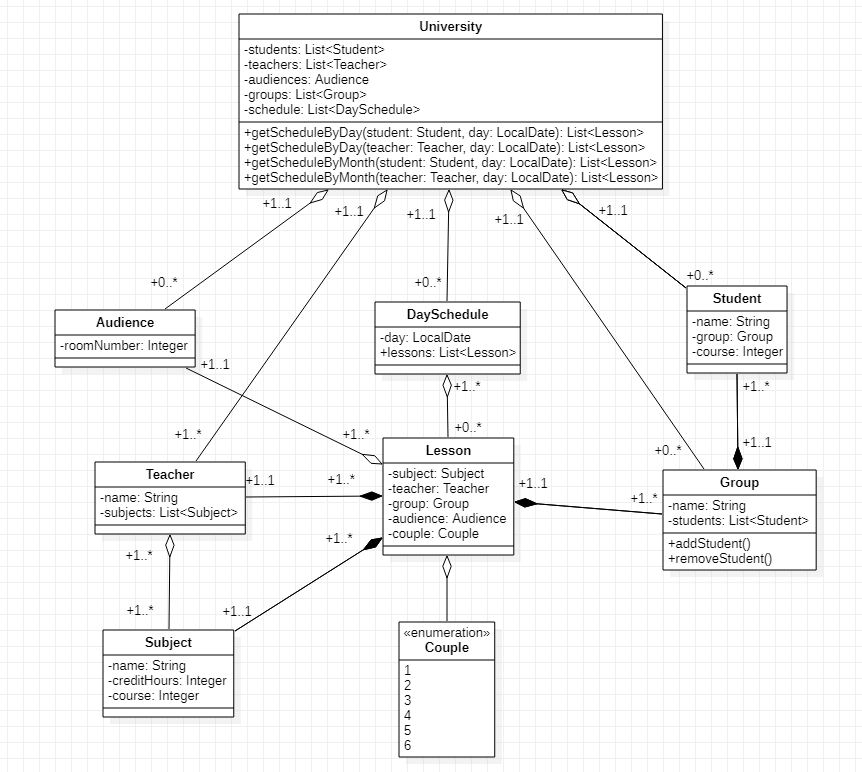 University
-students: List<Student>
-teachers: List<Teacher>
-audiences: Audience
-groups: List<Group>
-schedule: List<DaySchedule>
+getScheduleByDay(student: Student, day: LocalDate): List<Lesson>
+getScheduleByDay(teacher: Teacher, day: LocalDate): List<Lesson>
+getScheduleByMonth(student: Student, day: LocalDate): List<Lesson>
+getScheduleByMonth(teacher: Teacher, day: LocalDate): List<Lesson>
+1..1
+1..1
+1..1
+1..1
+1..1
+0..*
+0..*
+0..*
Audience
-roomNumber: Integer
DaySchedule
-day: LocalDate
+lessons: List<Lesson>
Student
-name: String
-group: Group
-course: Integer
+1..1
+1..*
+1..*
+1..*
+1..*
+0..*
+1..1
+0..*
Teacher
-name: String
-subjects: List<Subject>
+1..1
+1..*
Lesson
-subject: Subject
-teacher: Teacher
-group: Group
-audience: Audience
-couple: Couple
+1..1
+1..*
Group
-name: String
-students: List<Student>
+addStudent()
+removeStudent()
+1..*
+1..*
+1..*
+1..1
Subject
-name: String
-creditHours: Integer
-course: Integer
«enumeration»
Couple
1
2
3
4
5
6